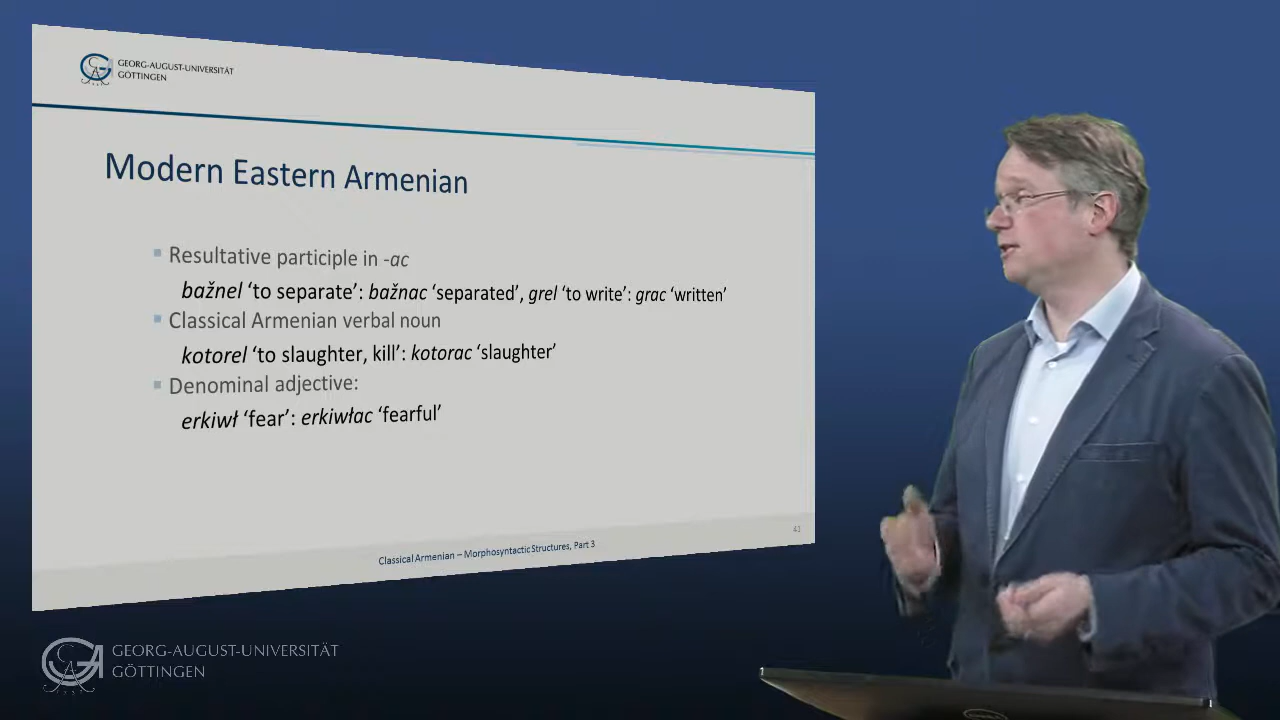 GEORG-AUGUST-UNIVERSITÄT
GÖTTINGEN
Modern Eastern Armenian
Resultative participle in -ac
bažnel ‘to separate’: bažnac ‘separated’, grel ‘to write’: grac ‘written’
Classical Armenian verbal noun
kotorel ‘to slaughter, kill’: kotorac ‘slaughter’
Denominal adjective:
erkiwł ‘fear’: erkiwłac ‘fearful’
43
Classical Armenian – Morphosyntactic Structures, Part 3
GEORG-AUGUST-UNIVERSITÄT
GÖTTINGEN